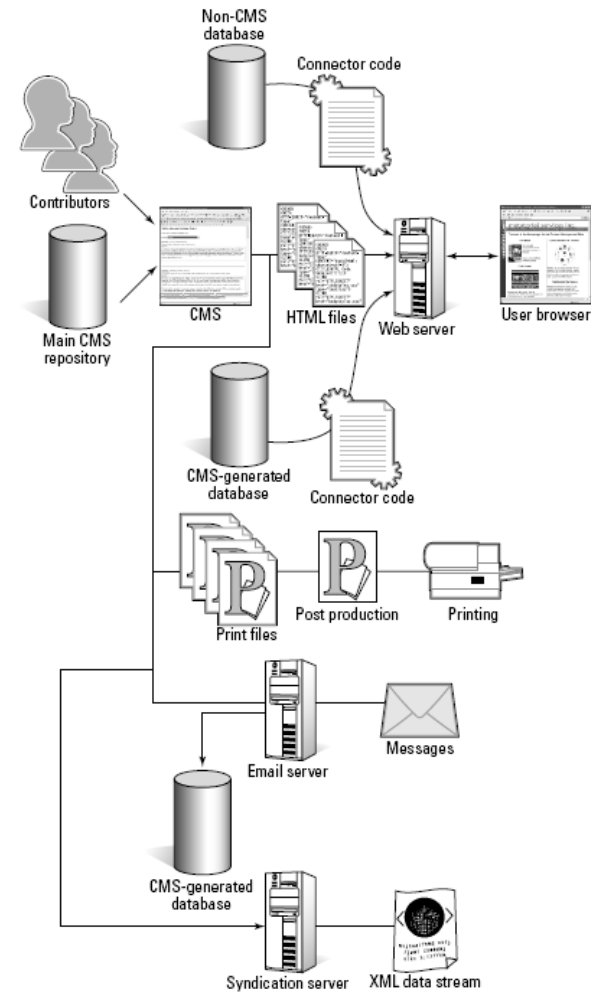 Non-CMS
database
Connector code
Contributors
Main CMS
repository
CMS
HTML files
Web server
User browser
CMS-generated
database
Connector code
P
Print files
P
Post production
Printing
Email server
Messages
CMS-generated
database
Syndication server
XML data stream